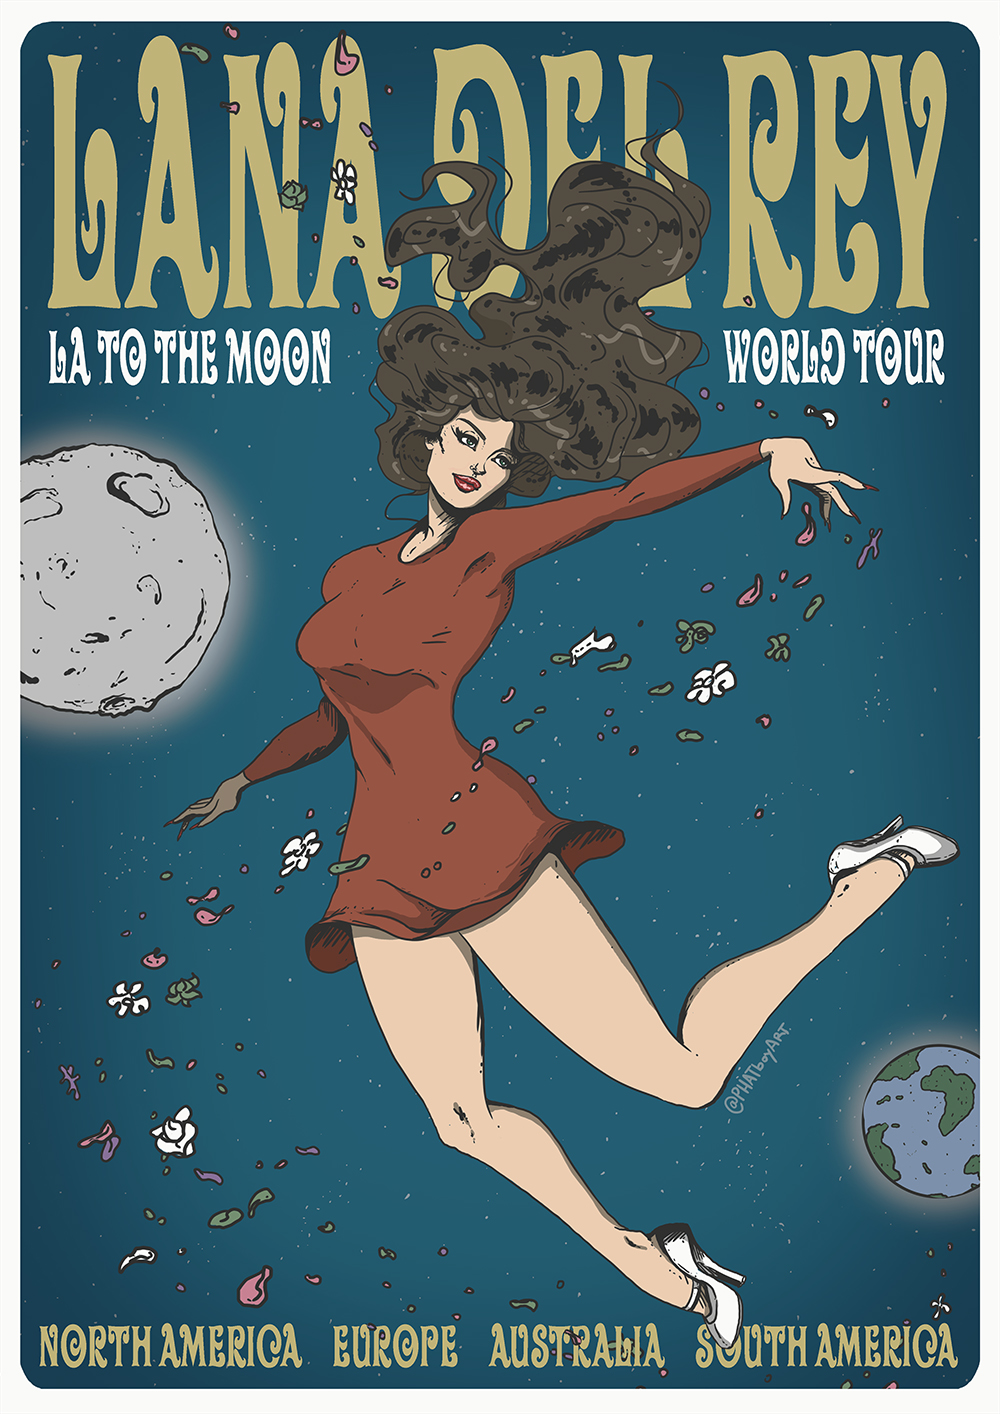 LANA DEL REY
LA TO THE MOON WORLD TOUR
@PHATboyART.
NORTH AMERICA EUROPE AUSTRALIA SOUTH AMERICA